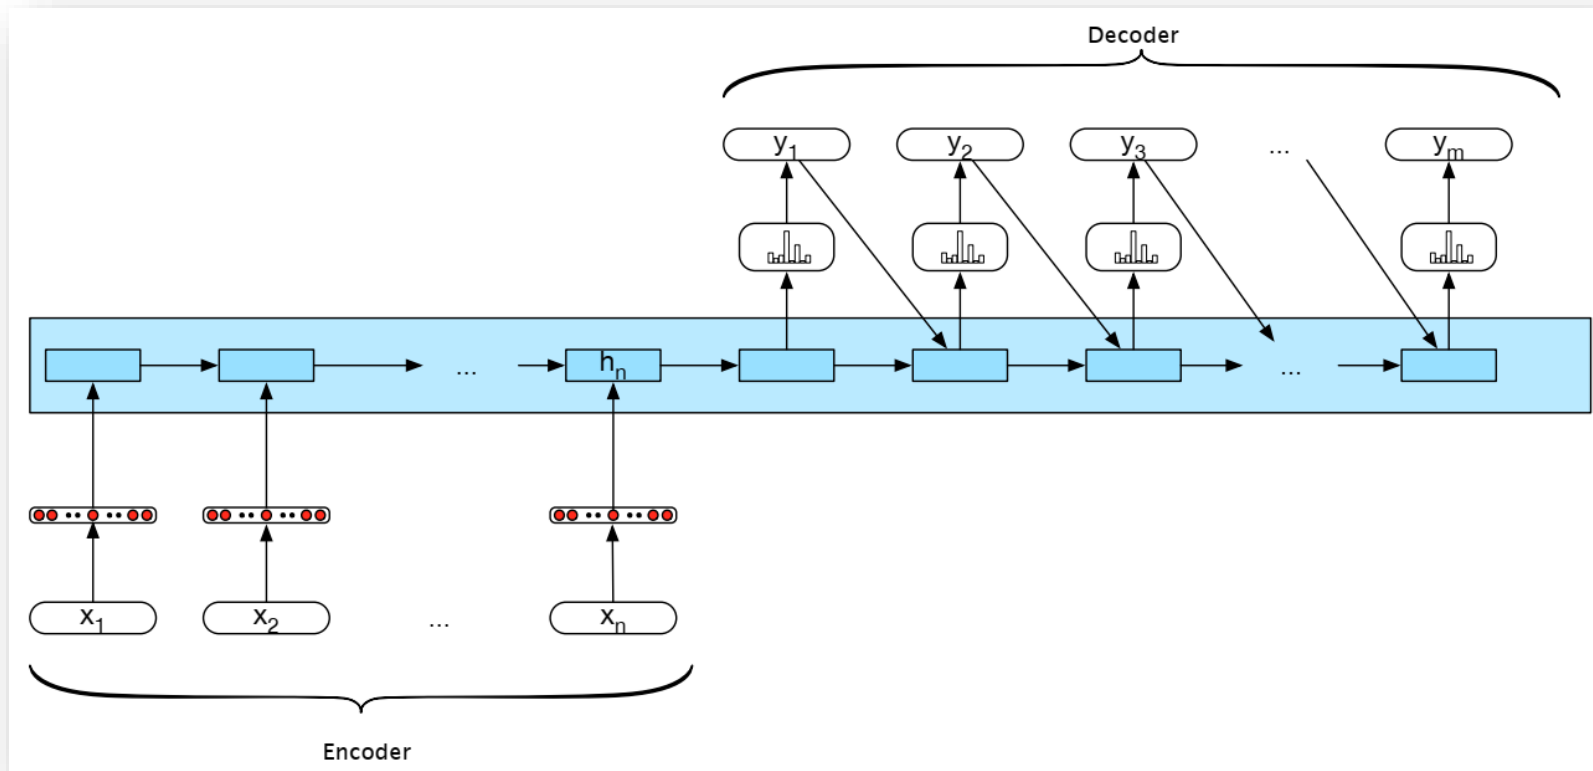 Decoder
y1 y2 y3 ... ym
hn
... ...
x1 x2 ... xn
Encoder